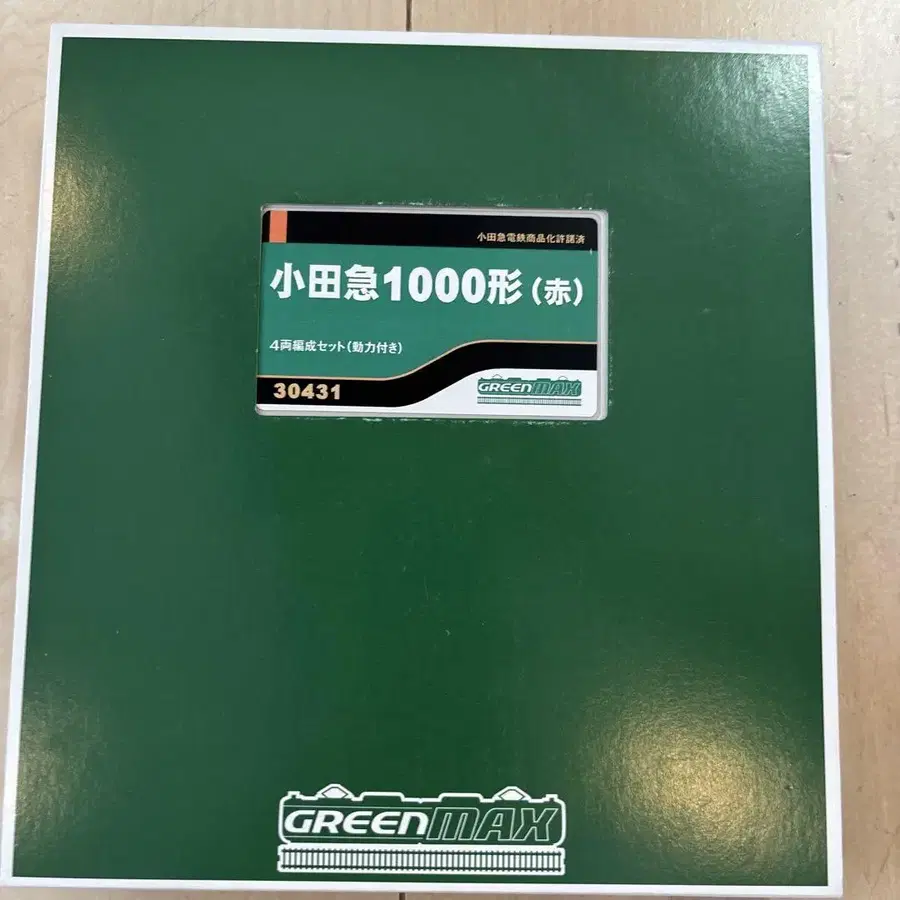 小田急電鉄商品化許諾済
小田急1000形(赤)
4両編成セット(動力付き)
30431
GREENMAX
GREENMAX